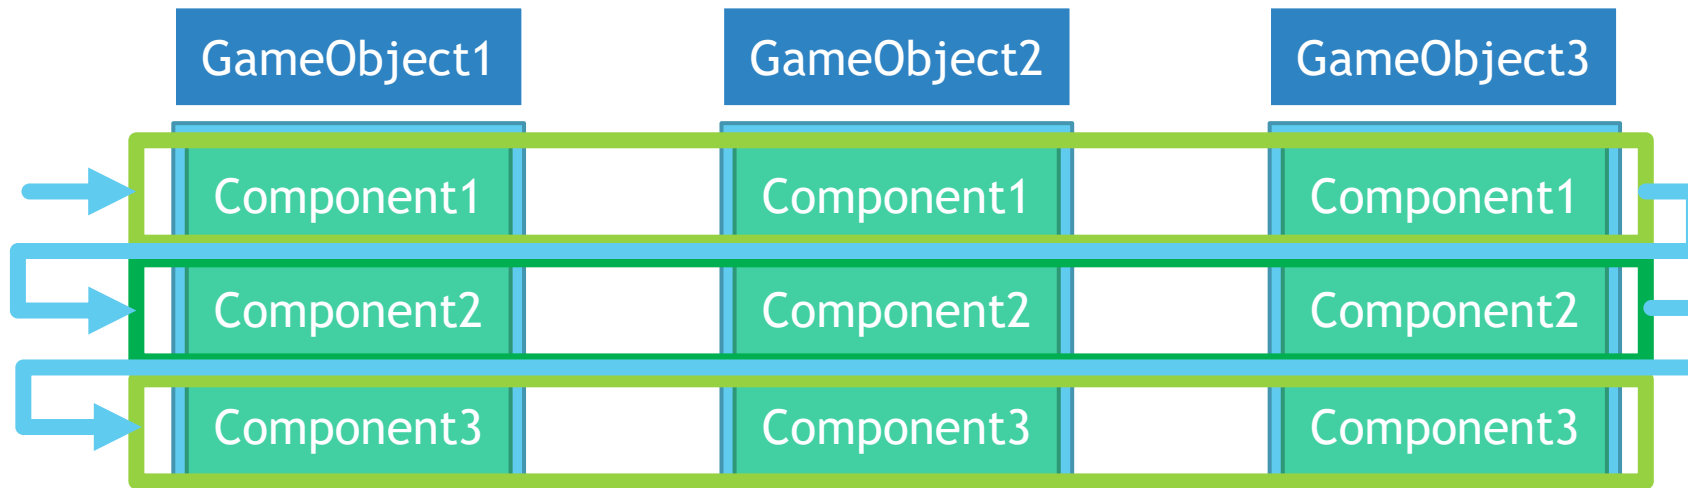 GameObject1 GameObject2 GameObject3
Component1 Component1 Component1
Component2 Component2 Component2
Component3 Component3 Component3